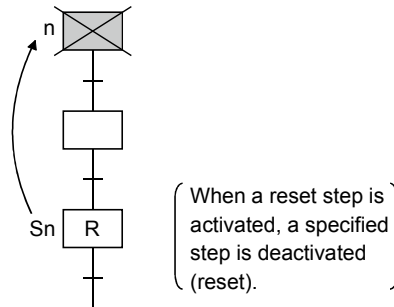 n
Sn
R
When a reset step is
activated, a specified
step is deactivated
(reset).